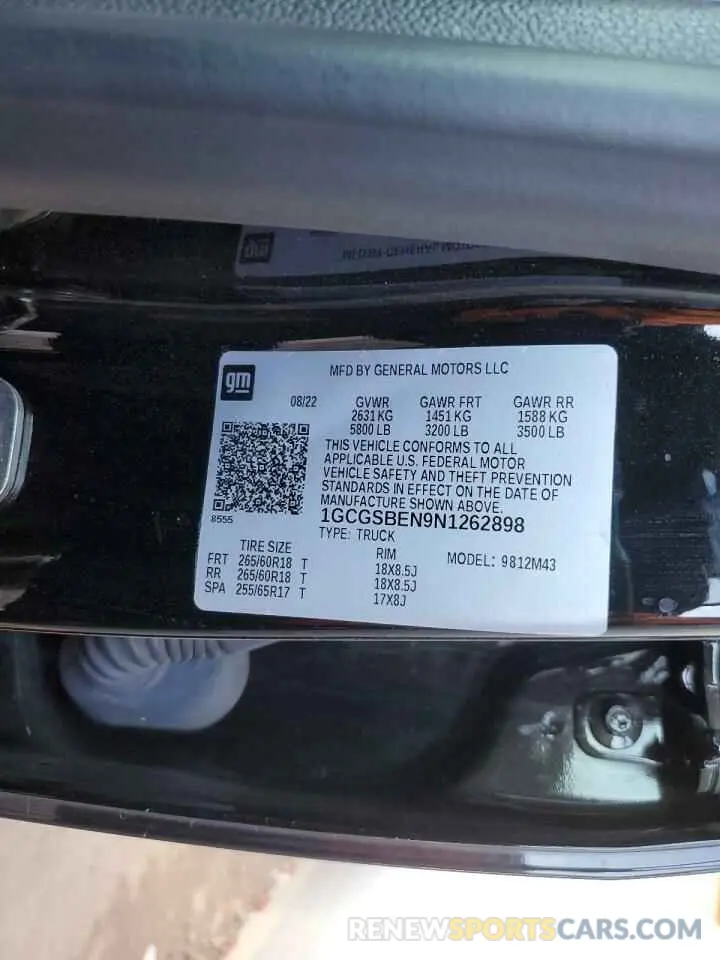 gm
MFD BY GENERAL MOTORS LLC
08/22 GVWR GAWR FRT GAWR RR
2631 KG 1451 KG 1588 KG
5800 LB 3200 LB 3500 LB
THIS VEHICLE CONFORMS TO ALL
APPLICABLE U.S. FEDERAL MOTOR
VEHICLE SAFETY AND THEFT PREVENTION
STANDARDS IN EFFECT ON THE DATE OF
MANUFACTURE SHOWN ABOVE.
8555 1GCGSBEN9N1262898
TYPE: TRUCK
TIRE SIZE RIM MODEL: 9812M43
FRT 265/60R18 T 18X8.5J
RR 265/60R18 T 18X8.5J
SPA 255/65R17 T 17X8J
RENEWSPORTSCARS.COM